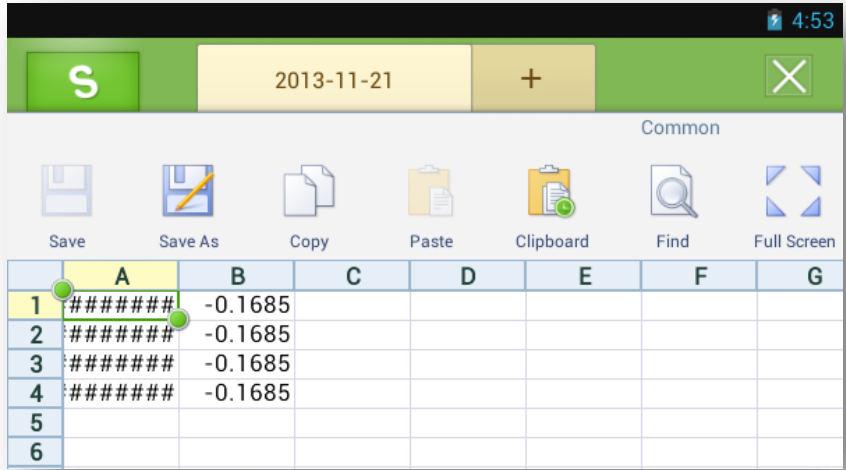 4:53
S 2013-11-21 +
Common
Save Save As Copy Paste Clipboard Find Full Screen
A B C D E F G
1 ####### -0.1685
2 ####### -0.1685
3 ####### -0.1685
4 ####### -0.1685
5
6